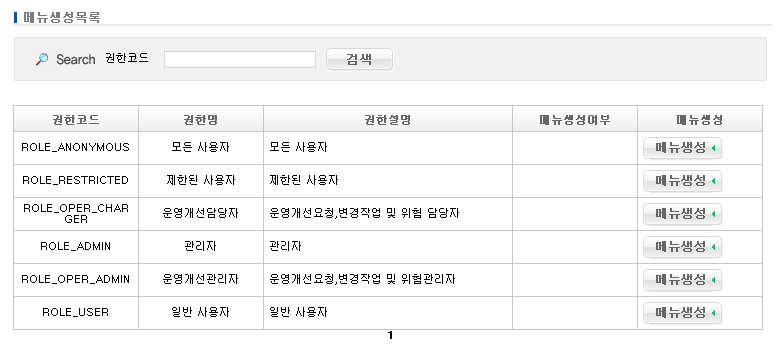 메뉴생성목록
Search 권한코드 검색
권한코드 권한명 권한설명 메뉴생성여부 메뉴생성
ROLE_ANONYMOUS 모든 사용자 모든 사용자 메뉴생성
ROLE_RESTRICTED 제한된 사용자 제한된 사용자 메뉴생성
ROLE_OPER_CHAR
GER 운영개선담당자 운영개선요청,변경작업 및 위험 담당자 메뉴생성
ROLE_ADMIN 관리자 관리자 메뉴생성
ROLE_OPER_ADMIN 운영개선관리자 운영개선요청,변경작업 및 위험관리자 메뉴생성
ROLE_USER 일반 사용자 일반 사용자 메뉴생성
1